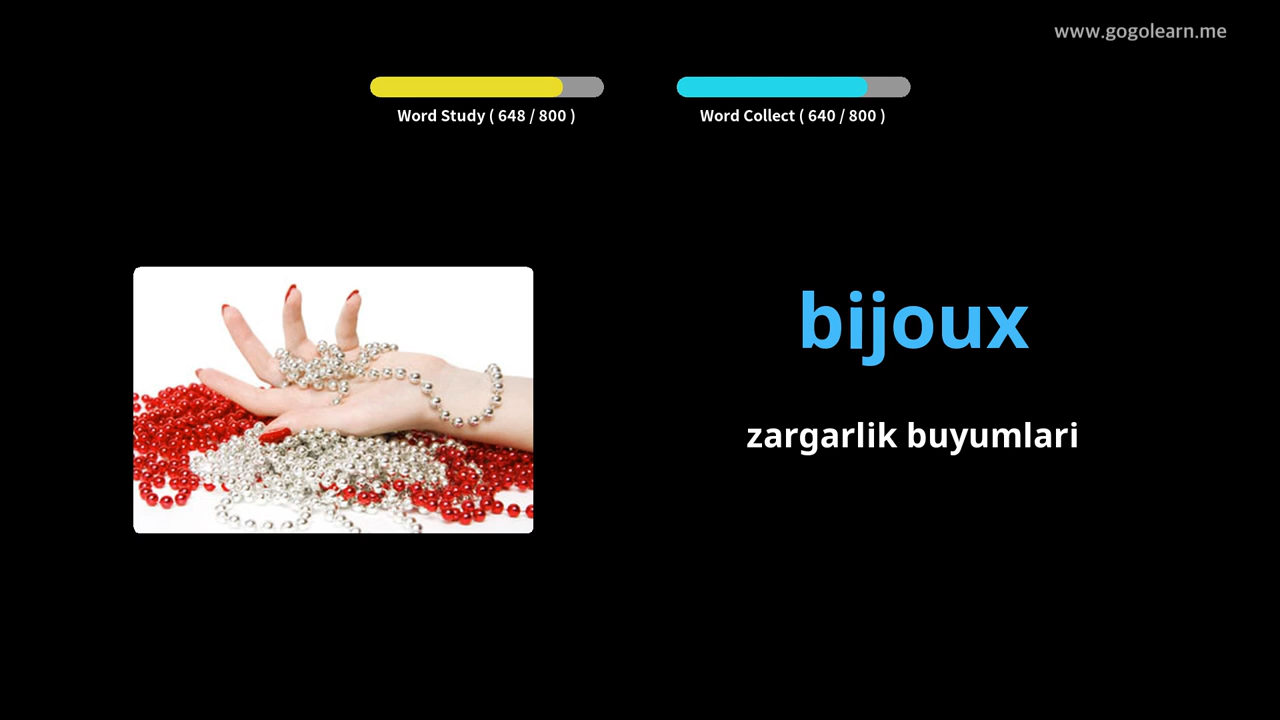 www.gogolearn.me
Word Study ( 648 / 800 )
Word Collect ( 640 / 800 )
bijoux
zargarlik buyumlari